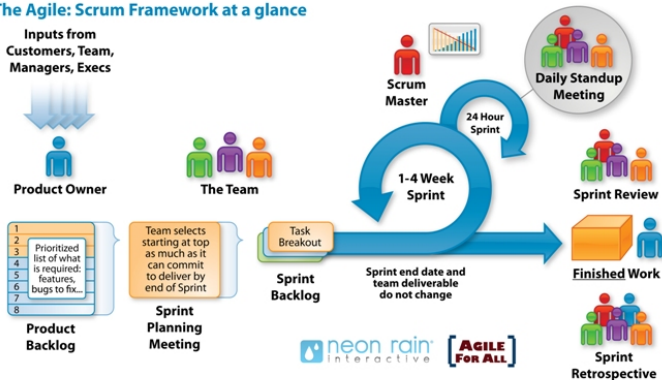 The Agile: Scrum Framework at a glance
Inputs from
Customers, Team,
Managers, Execs
Product Owner
The Team
Scrum
Master
Daily Standup
Meeting
24 Hour
Sprint
1-4 Week
Sprint
Sprint Review
1
2
3
4
5
6
7
8
Prioritized
list of what
is required:
features,
bugs to fix...
Product
Backlog
Team selects
starting at top
as much as it
can commit
to deliver by
end of Sprint
Sprint
Planning
Meeting
Task
Breakout
Sprint
Backlog
Sprint end date and
team deliverable
do not change
Finished Work
Sprint
Retrospective
neon rain
interactive
AGILE
FOR ALL